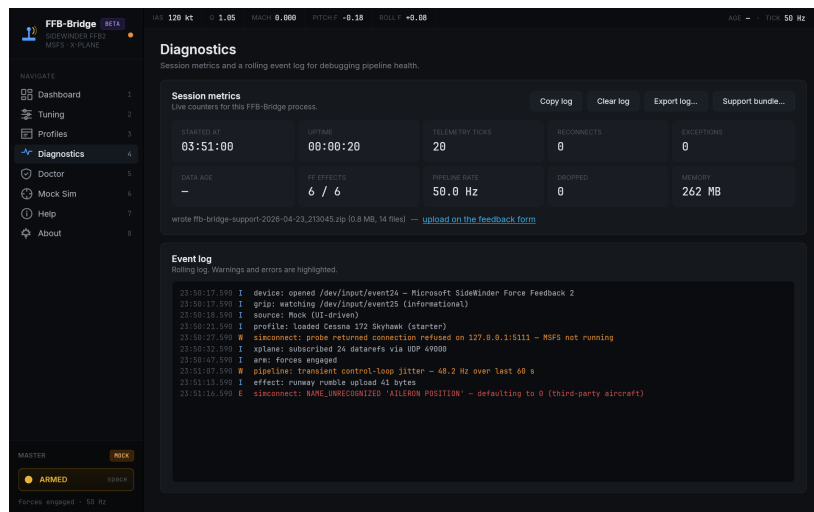 FFB-Bridge BETA
SIDEWINDER FFB2
MSFS · X-PLANE
IAS 120 kt G 1.05 MACH 0.000 PITCH F -0.18 ROLL F +0.08 AGE — · TICK 50 Hz
NAVIGATE
Dashboard 1
Tuning 2
Profiles 3
Diagnostics 4
Doctor 5
Mock Sim 6
Help 7
About 8
MASTER MOCK
ARMED space
forces engaged · 50 Hz
Diagnostics
Session metrics and a rolling event log for debugging pipeline health.
Session metrics
Live counters for this FFB-Bridge process.
Copy log Clear log Export log... Support bundle...
STARTED AT UPTIME TELEMETRY TICKS RECONNECTS EXCEPTIONS
03:51:00 00:00:20 20 0 0
DATA AGE FF EFFECTS PIPELINE RATE DROPPED MEMORY
— 6 / 6 50.0 Hz 0 262 MB
wrote ffb-bridge-support-2026-04-23_213045.zip (0.8 MB, 14 files) — upload on the feedback form
Event log
Rolling log. Warnings and errors are highlighted.
23:50:17.590 I device: opened /dev/input/event24 — Microsoft SideWinder Force Feedback 2
23:50:17.590 I grip: watching /dev/input/event25 (informational)
23:50:18.590 I source: Mock (UI-driven)
23:50:21.590 I profile: loaded Cessna 172 Skyhawk (starter)
23:50:27.590 W simconnect: probe returned connection refused on 127.0.0.1:5111 — MSFS not running
23:50:32.590 I xplane: subscribed 24 datarefs via UDP 49000
23:50:47.590 I arm: forces engaged
23:51:07.590 W pipeline: transient control-loop jitter — 48.2 Hz over last 60 s
23:51:13.590 I effect: runway rumble upload 41 bytes
23:51:16.590 E simconnect: NAME_UNRECOGNIZED 'AILERON POSITION' — defaulting to 0 (third-party aircraft)